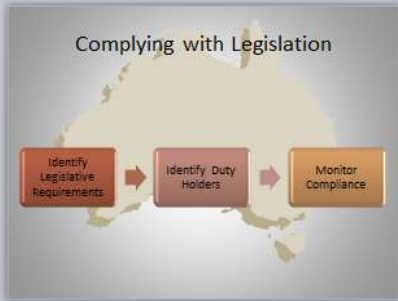 Complying with Legislation
Identify
Legislative
Requirements
Identify Duty
Holders
Monitor
Compliance